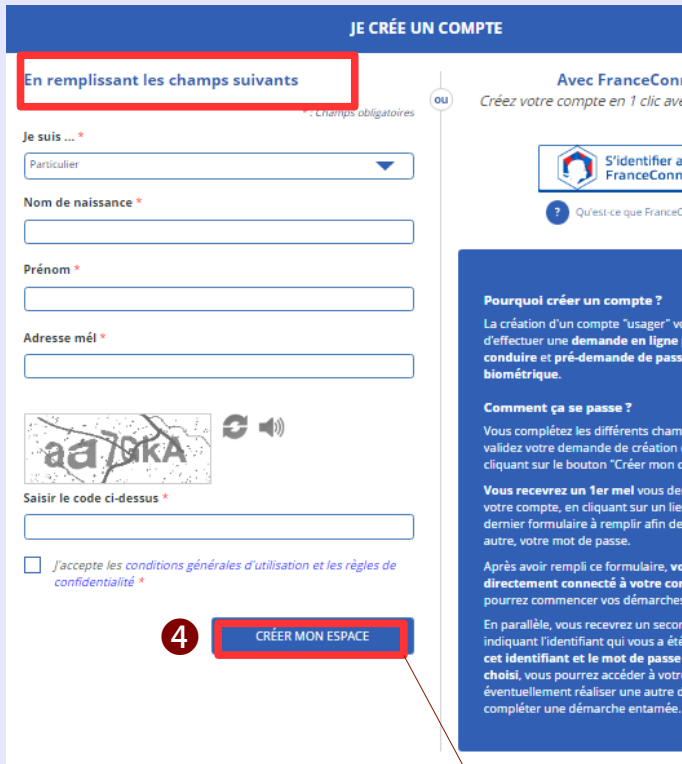 JE CRÉE UN COMPTE
En remplissant les champs suivants
* : Champs obligatoires
Je suis ... *
Particulier
Nom de naissance *
Prénom *
Adresse mél *
aa7GKA
Saisir le code ci-dessus *
J'accepte les conditions générales d'utilisation et les règles de
confidentialité *
4
CRÉER MON ESPACE
ou
Avec FranceConn
Créez votre compte en 1 clic ave
S'identifier a
FranceConn
? Qu'est-ce que FranceC
Pourquoi créer un compte ?
La création d'un compte "usager" vo
d'effectuer une demande en ligne
conduire et pré-demande de pass
biométrique.
Comment ça se passe ?
Vous complétez les différents cham
validez votre demande de création
cliquant sur le bouton "Créer mon
Vous recevrez un 1er mel vous de
votre compte, en cliquant sur un lie
dernier formulaire à remplir afin de
autre, votre mot de passe.
Après avoir rempli ce formulaire, vo
directement connecté à votre co
pourrez commencer vos démarches
En parallèle, vous recevrez un secon
indiquant l'identifiant qui vous a été
cet identifiant et le mot de passe
choisi, vous pourrez accéder à votr
éventuellement réaliser une autre
compléter une démarche entamée.